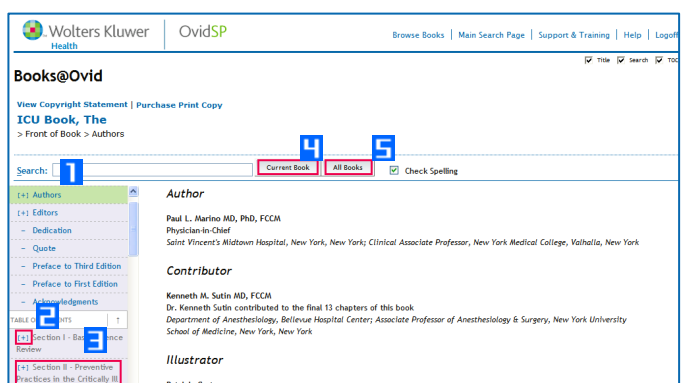 Wolters Kluwer
Health
OvidSP
Browse Books | Main Search Page | Support & Training | Help | Logoff
Title Search TOC
Books@Ovid
View Copyright Statement | Purchase Print Copy
ICU Book, The
> Front of Book > Authors
4 5
1
Search: Current Book All Books Check Spelling
[+] Authors
[+] Editors
– Dedication
– Quote
– Preface to Third Edition
– Preface to First Edition
– Acknowledgments
2
TABLE OF CONTENTS ↑
3
[+] Section I - Basic Science
Review
[+] Section II - Preventive
Practices in the Critically Ill
Author
Paul L. Marino MD, PhD, FCCM
Physician-in-Chief
Saint Vincent's Midtown Hospital, New York, New York; Clinical Associate Professor, New York Medical College, Valhalla, New York
Contributor
Kenneth M. Sutin MD, FCCM
Dr. Kenneth Sutin contributed to the final 13 chapters of this book
Department of Anesthesiology, Bellevue Hospital Center; Associate Professor of Anesthesiology & Surgery, New York University
School of Medicine, New York, New York
Illustrator